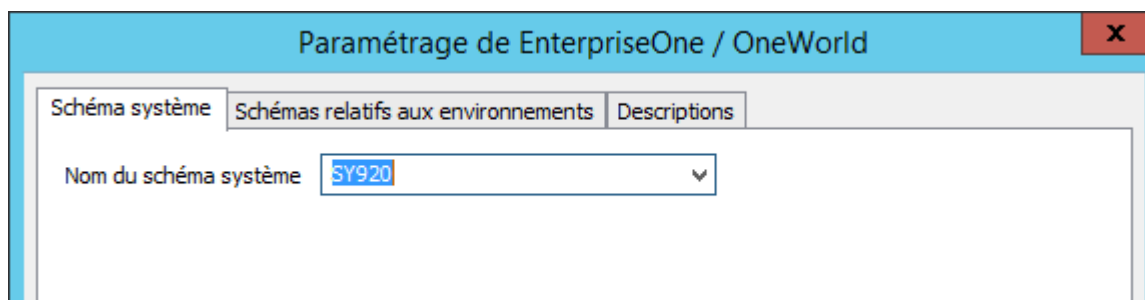 Paramétrage de EnterpriseOne / OneWorld
x
Schéma système Schémas relatifs aux environnements Descriptions
Nom du schéma système SY920